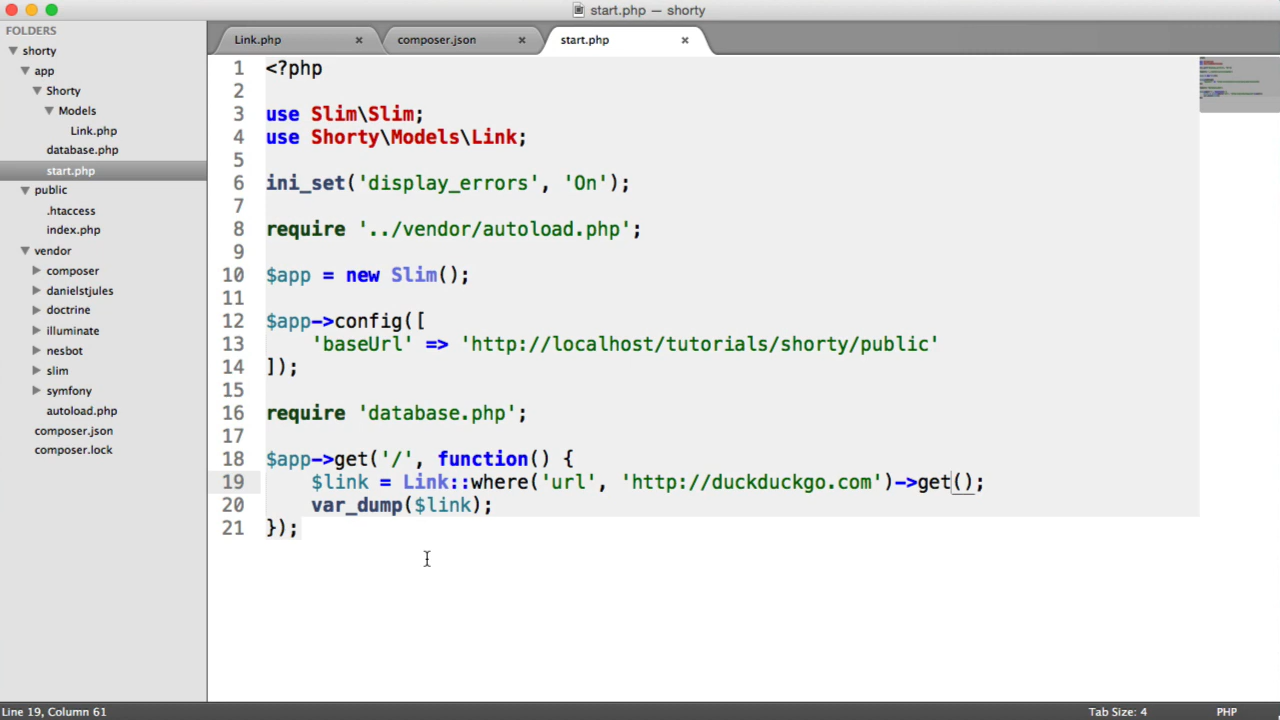 start.php — shorty
FOLDERS
shorty
app
Shorty
Models
Link.php
database.php
start.php
public
.htaccess
index.php
vendor
composer
danielstjules
doctrine
illuminate
nesbot
slim
symfony
autoload.php
composer.json
composer.lock
Link.php × composer.json × start.php ×
1 <?php
2
3 use Slim\Slim;
4 use Shorty\Models\Link;
5
6 ini_set('display_errors', 'On');
7
8 require '../vendor/autoload.php';
9
10 $app = new Slim();
11
12 $app->config([
13 'baseUrl' => 'http://localhost/tutorials/shorty/public'
14 ]);
15
16 require 'database.php';
17
18 $app->get('/', function() {
19 $link = Link::where('url', 'http://duckduckgo.com')->get();
20 var_dump($link);
21 });
Line 19, Column 61 Tab Size: 4 PHP